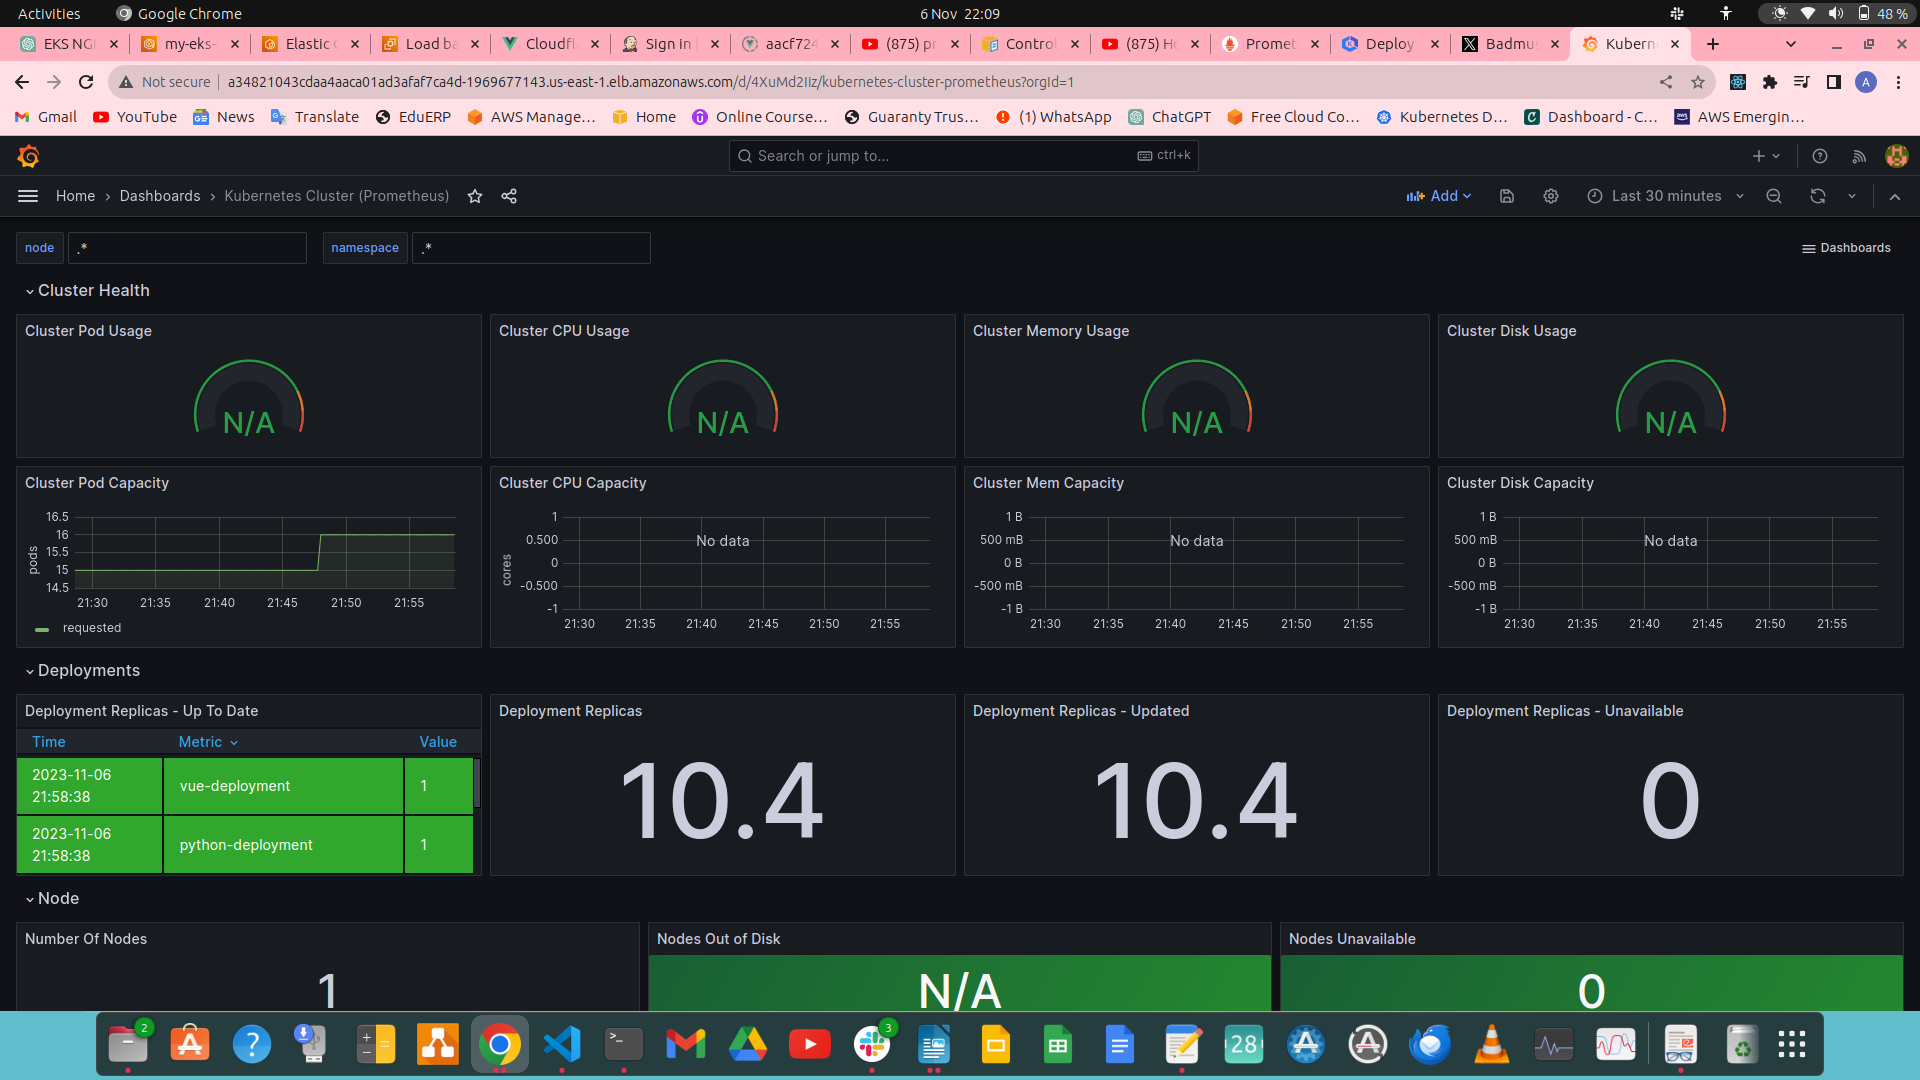 Activities Google Chrome 6 Nov 22:09 48 %
EKS NGI my-eks- Elastic C Load ba Cloudfl Sign in [ aacf724 (875) pr Control (875) Ho Promet Deploy Badmus Kubern
Not secure a34821043cdaa4aaca01ad3afaf7ca4d-1969677143.us-east-1.elb.amazonaws.com/d/4XuMd2Iiz/kubernetes-cluster-prometheus?orgId=1 A
Gmail YouTube News Translate EduERP AWS Manage... Home Online Course... Guaranty Trus... (1) WhatsApp ChatGPT Free Cloud Co... Kubernetes D... Dashboard - C... AWS Emergin...
Search or jump to... ctrl+k
Home › Dashboards › Kubernetes Cluster (Prometheus) Add Last 30 minutes
node .* namespace .* Dashboards
Cluster Health
Cluster Pod Usage Cluster CPU Usage Cluster Memory Usage Cluster Disk Usage
N/A N/A N/A N/A
Cluster Pod Capacity
16.5
16
15.5
15
14.5
pods
21:30 21:35 21:40 21:45 21:50 21:55
requested
Cluster CPU Capacity
1
0.500
0
-0.500
-1
cores
No data
21:30 21:35 21:40 21:45 21:50 21:55
Cluster Mem Capacity
1 B
500 mB
0 B
-500 mB
-1 B
No data
21:30 21:35 21:40 21:45 21:50 21:55
Cluster Disk Capacity
1 B
500 mB
0 B
-500 mB
-1 B
No data
21:30 21:35 21:40 21:45 21:50 21:55
Deployments
Deployment Replicas - Up To Date
Time Metric Value
2023-11-06 21:58:38 vue-deployment 1
2023-11-06 21:58:38 python-deployment 1
Deployment Replicas
10.4
Deployment Replicas - Updated
10.4
Deployment Replicas - Unavailable
0
Node
Number Of Nodes
1
Nodes Out of Disk
N/A
Nodes Unavailable
0
2 3 28